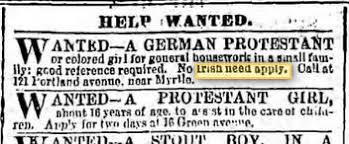 HELP WANTED.
WANTED—A GERMAN PROTESTANT
or colored girl for general housework in a small fam-
ily: good reference required. No Irish need apply. Call at
121 Portland avenue, near Myrtle.
WANTED—A PROTESTANT GIRL,
about 16 years of age, to assist in the care of child-
ren. Apply for two days at 16 Green avenue.
WANTED—A STOUT BOY, IN A